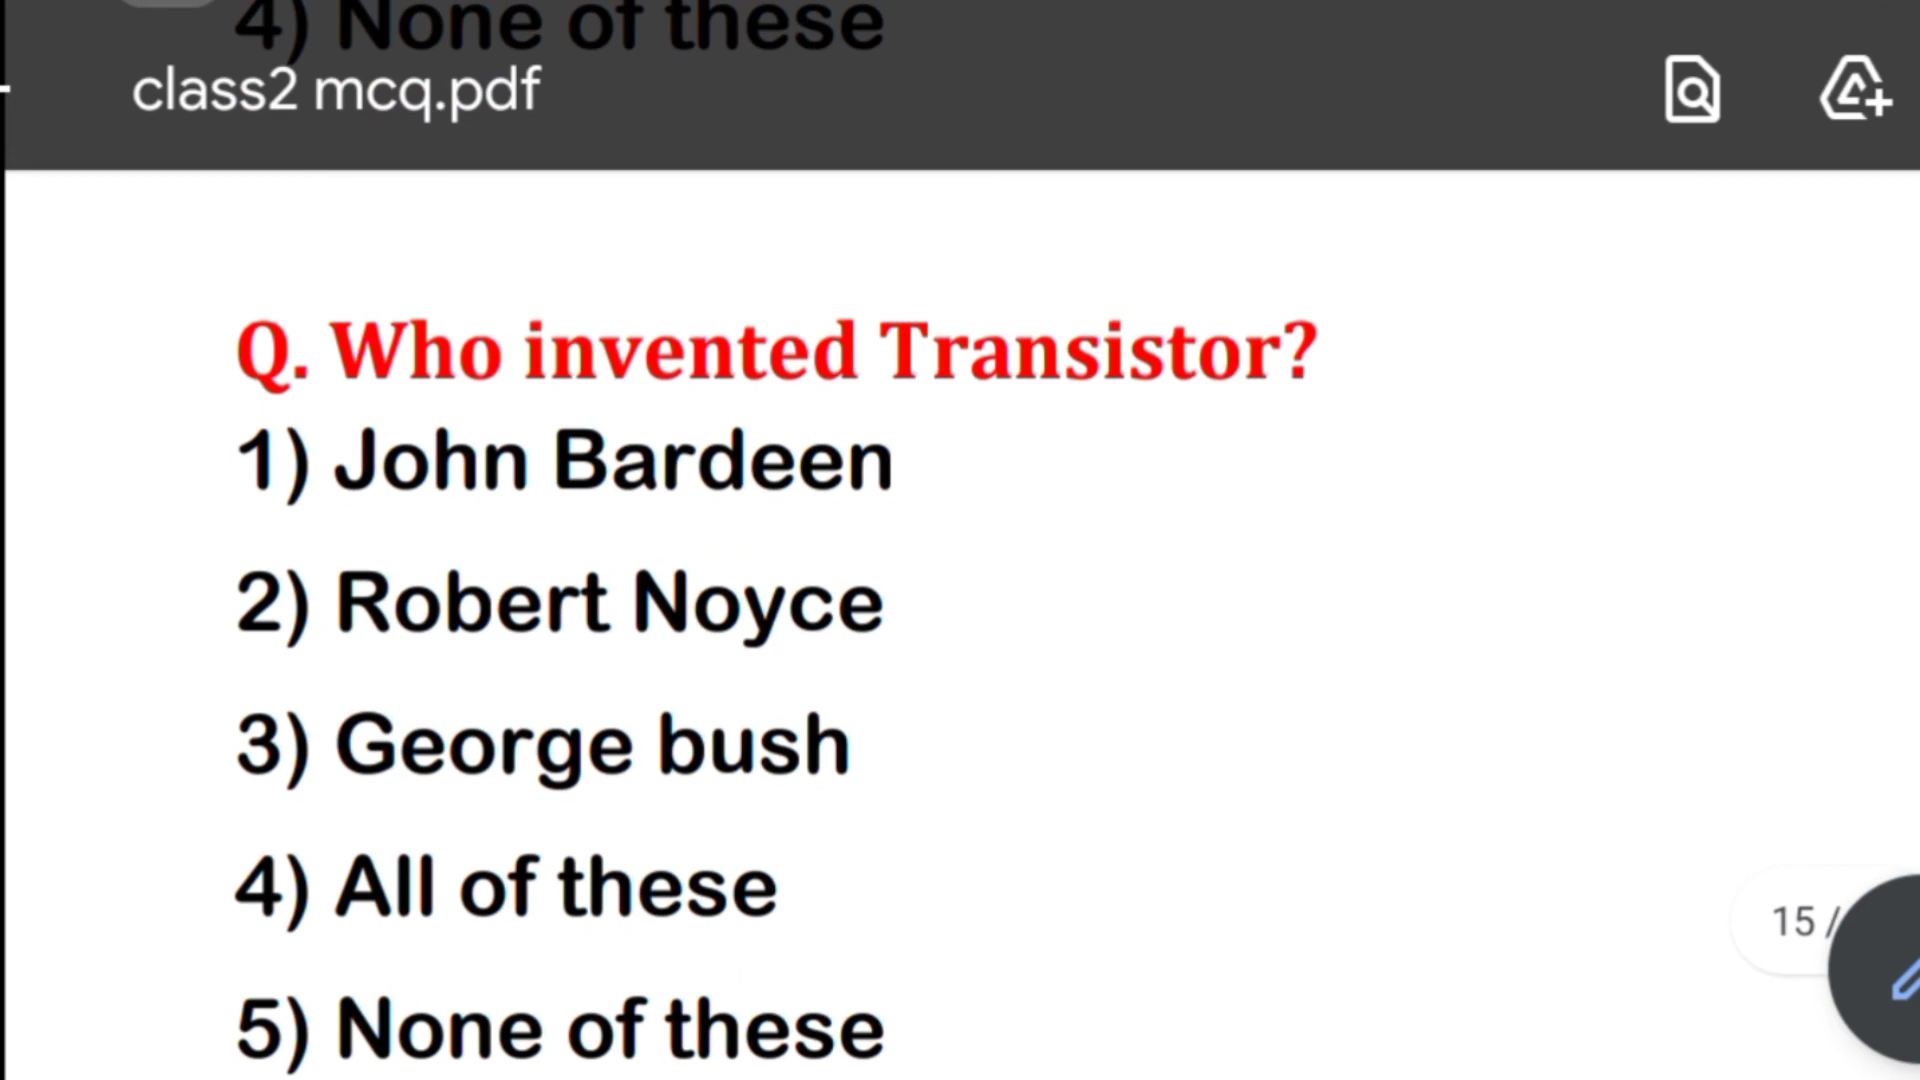 4) None of these
class2 mcq.pdf
Q. Who invented Transistor?
1) John Bardeen
2) Robert Noyce
3) George bush
4) All of these
15 /
5) None of these